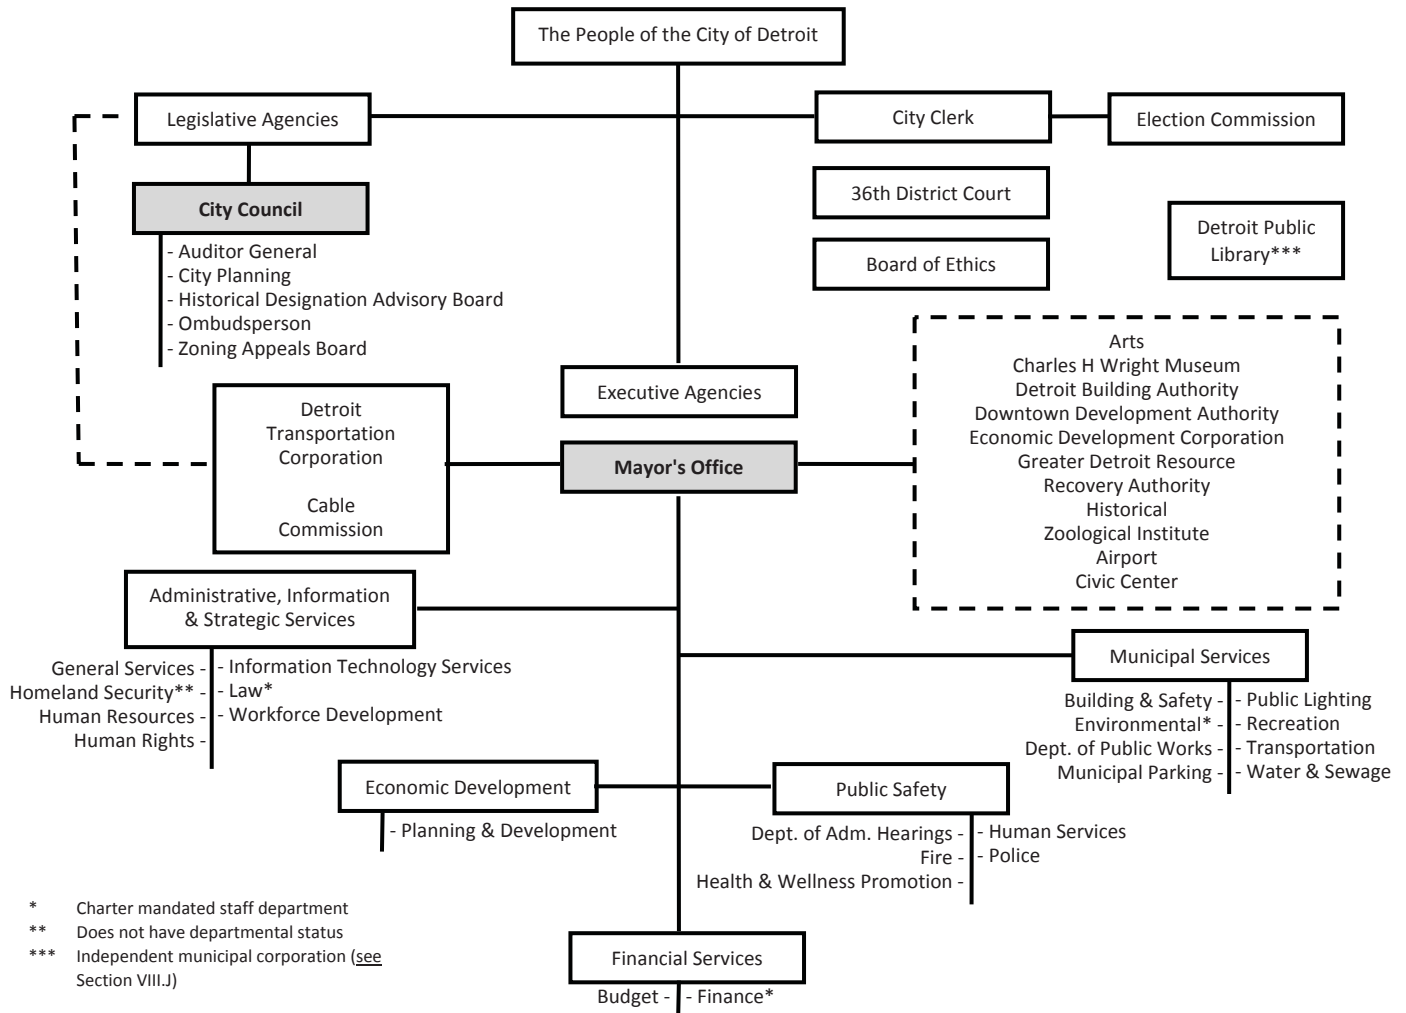 The People of the City of Detroit
Legislative Agencies
City Clerk
Election Commission
City Council
- Auditor General
- City Planning
- Historical Designation Advisory Board
- Ombudsperson
- Zoning Appeals Board
36th District Court
Board of Ethics
Detroit Public
Library***
Executive Agencies
Mayor's Office
Detroit
Transportation
Corporation
Cable
Commission
Arts
Charles H Wright Museum
Detroit Building Authority
Downtown Development Authority
Economic Development Corporation
Greater Detroit Resource
Recovery Authority
Historical
Zoological Institute
Airport
Civic Center
Administrative, Information
& Strategic Services
General Services -
Homeland Security** -
Human Resources -
Human Rights -
- Information Technology Services
- Law*
- Workforce Development
Municipal Services
Building & Safety -
Environmental* -
Dept. of Public Works -
Municipal Parking -
- Public Lighting
- Recreation
- Transportation
- Water & Sewage
Economic Development
- Planning & Development
Public Safety
Dept. of Adm. Hearings -
Fire -
Health & Wellness Promotion -
- Human Services
- Police
Financial Services
Budget -
- Finance*
* Charter mandated staff department
** Does not have departmental status
*** Independent municipal corporation (see
Section VIII.J)